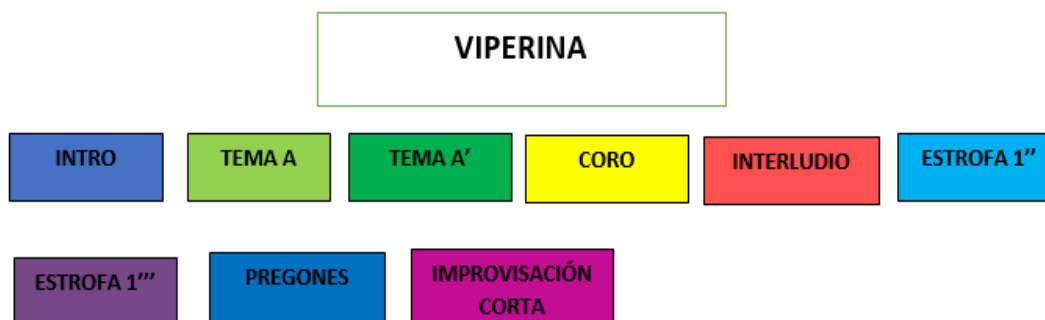 VIPERINA
INTRO
TEMA A
TEMA A’
CORO
INTERLUDIO
ESTROFA 1’’
ESTROFA 1’’’
PREGONES
IMPROVISACIÓN
CORTA